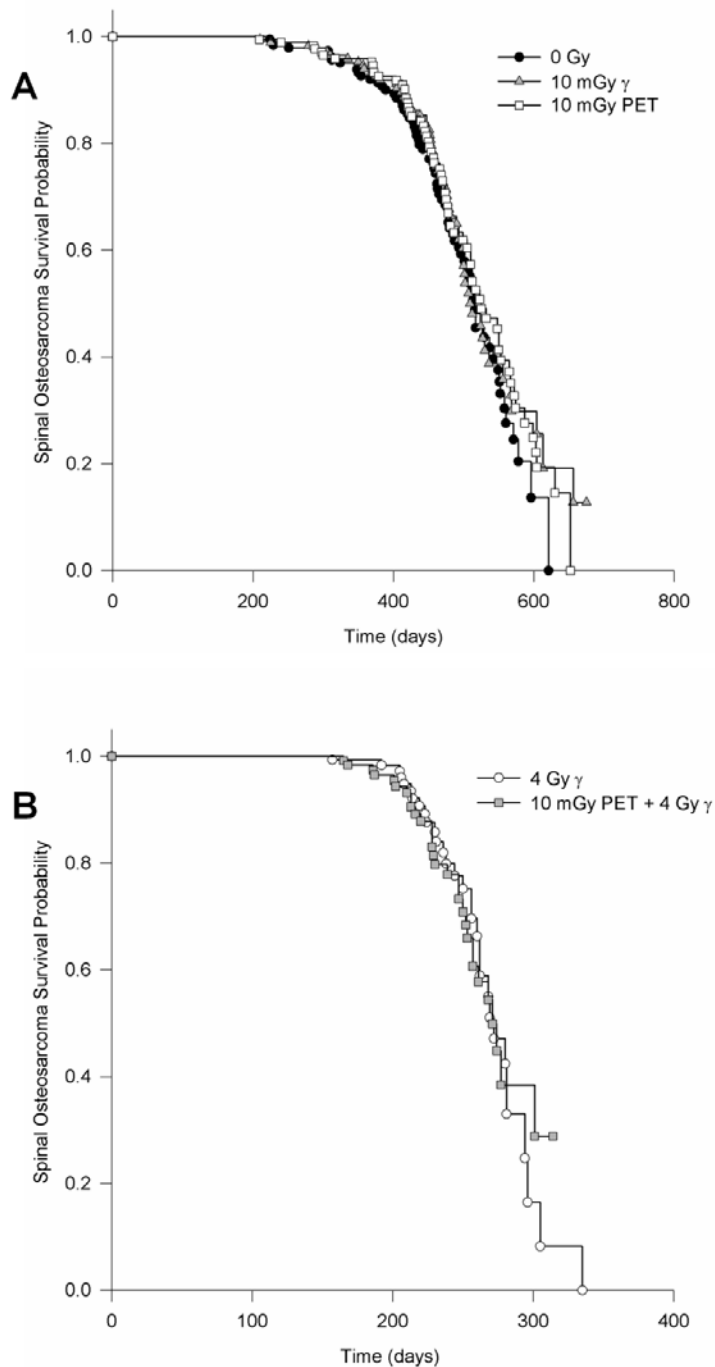 A
1.0
0.8
0.6
0.4
0.2
0.0
Spinal Osteosarcoma Survival Probability
0 Gy
10 mGy γ
10 mGy PET
0 200 400 600 800
Time (days)
B
1.0
0.8
0.6
0.4
0.2
0.0
Spinal Osteosarcoma Survival Probability
4 Gy γ
10 mGy PET + 4 Gy γ
0 100 200 300 400
Time (days)